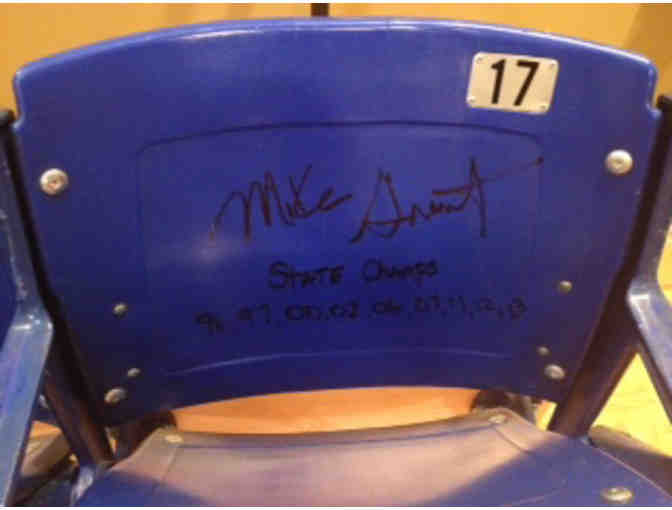 17
Mike Grant
STATE CHAMPS
96, 97, 00, 02, 06, 07, 11, 12, 13